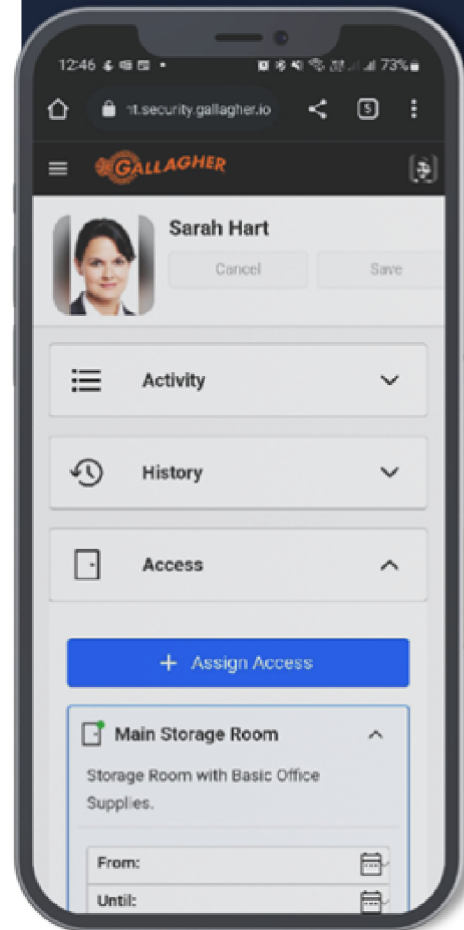 12:46
73%
nt.security.gallagher.io
5
GALLAGHER
Sarah Hart
Cancel
Save
Activity
History
Access
+ Assign Access
Main Storage Room
Storage Room with Basic Office
Supplies.
From:
Until: